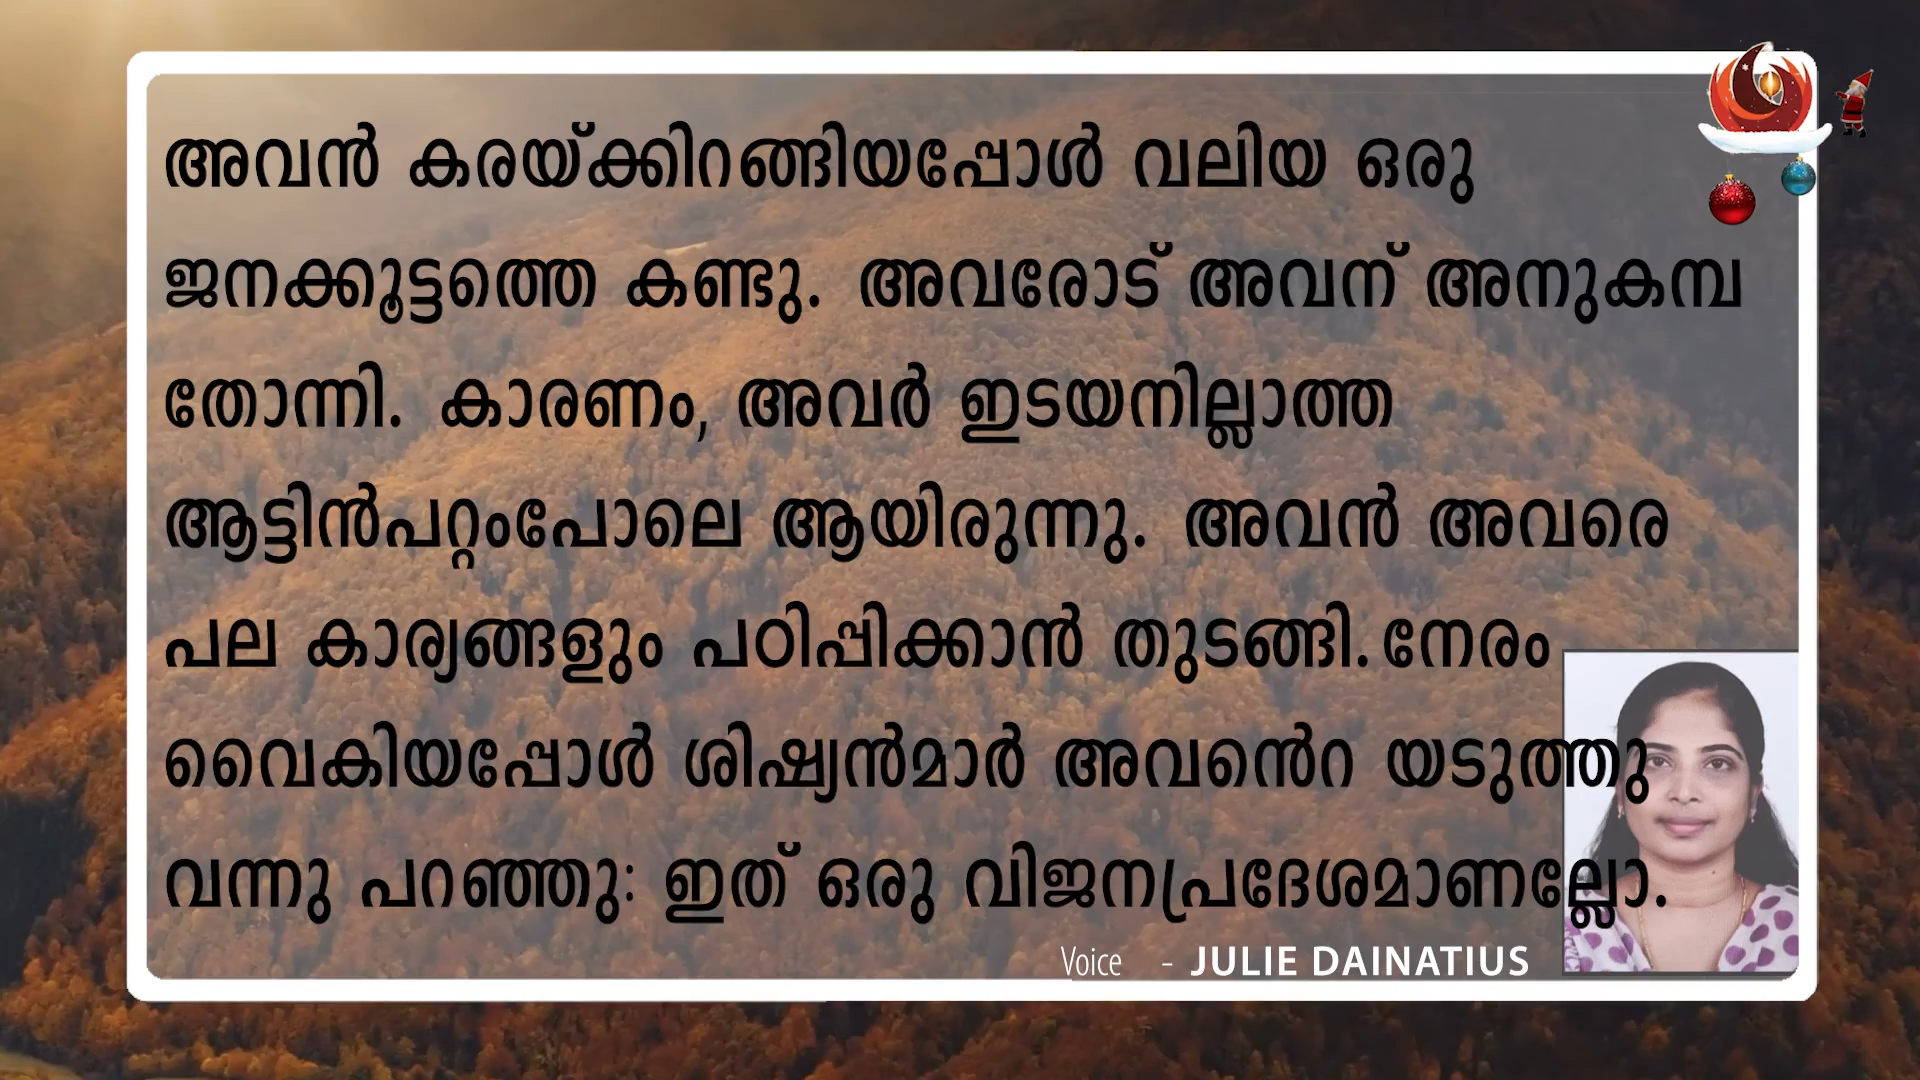 അവൻ കരയ്ക്കിറങ്ങിയപ്പോൾ വലിയ ഒരു
ജനക്കൂട്ടത്തെ കണ്ടു. അവരോട് അവന് അനുകമ്പ
തോന്നി. കാരണം, അവർ ഇടയനില്ലാത്ത
ആട്ടിൻപറ്റംപോലെ ആയിരുന്നു. അവൻ അവരെ
പല കാര്യങ്ങളും പഠിപ്പിക്കാൻ തുടങ്ങി. നേരം
വൈകിയപ്പോൾ ശിഷ്യൻമാർ അവൻെറ യടുത്തു
വന്നു പറഞ്ഞു: ഇത് ഒരു വിജനപ്രദേശമാണല്ലോ.
Voice - JULIE DAINATIUS